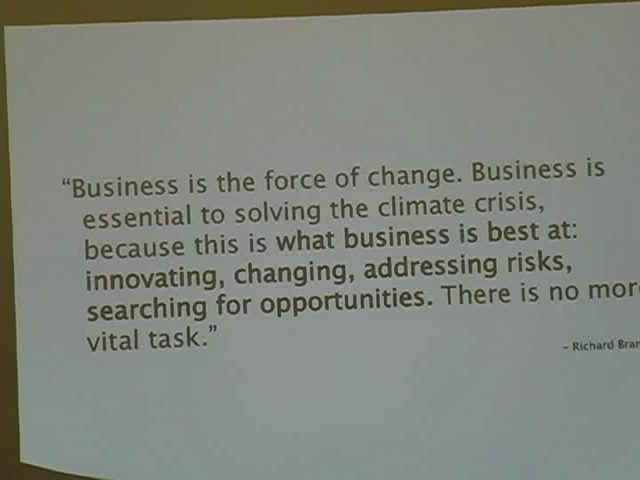 “Business is the force of change. Business is
essential to solving the climate crisis,
because this is what business is best at:
innovating, changing, addressing risks,
searching for opportunities. There is no mor
vital task.”
– Richard Bran